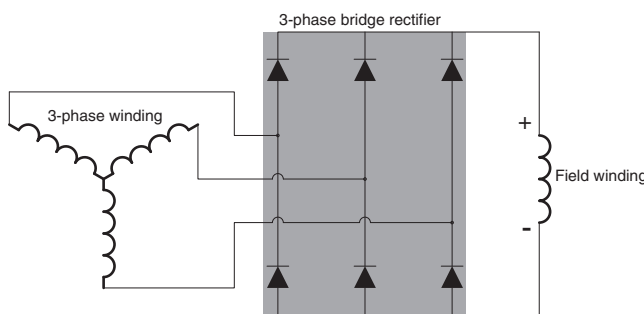 3-phase bridge rectifier
3-phase winding
+
Field winding
-